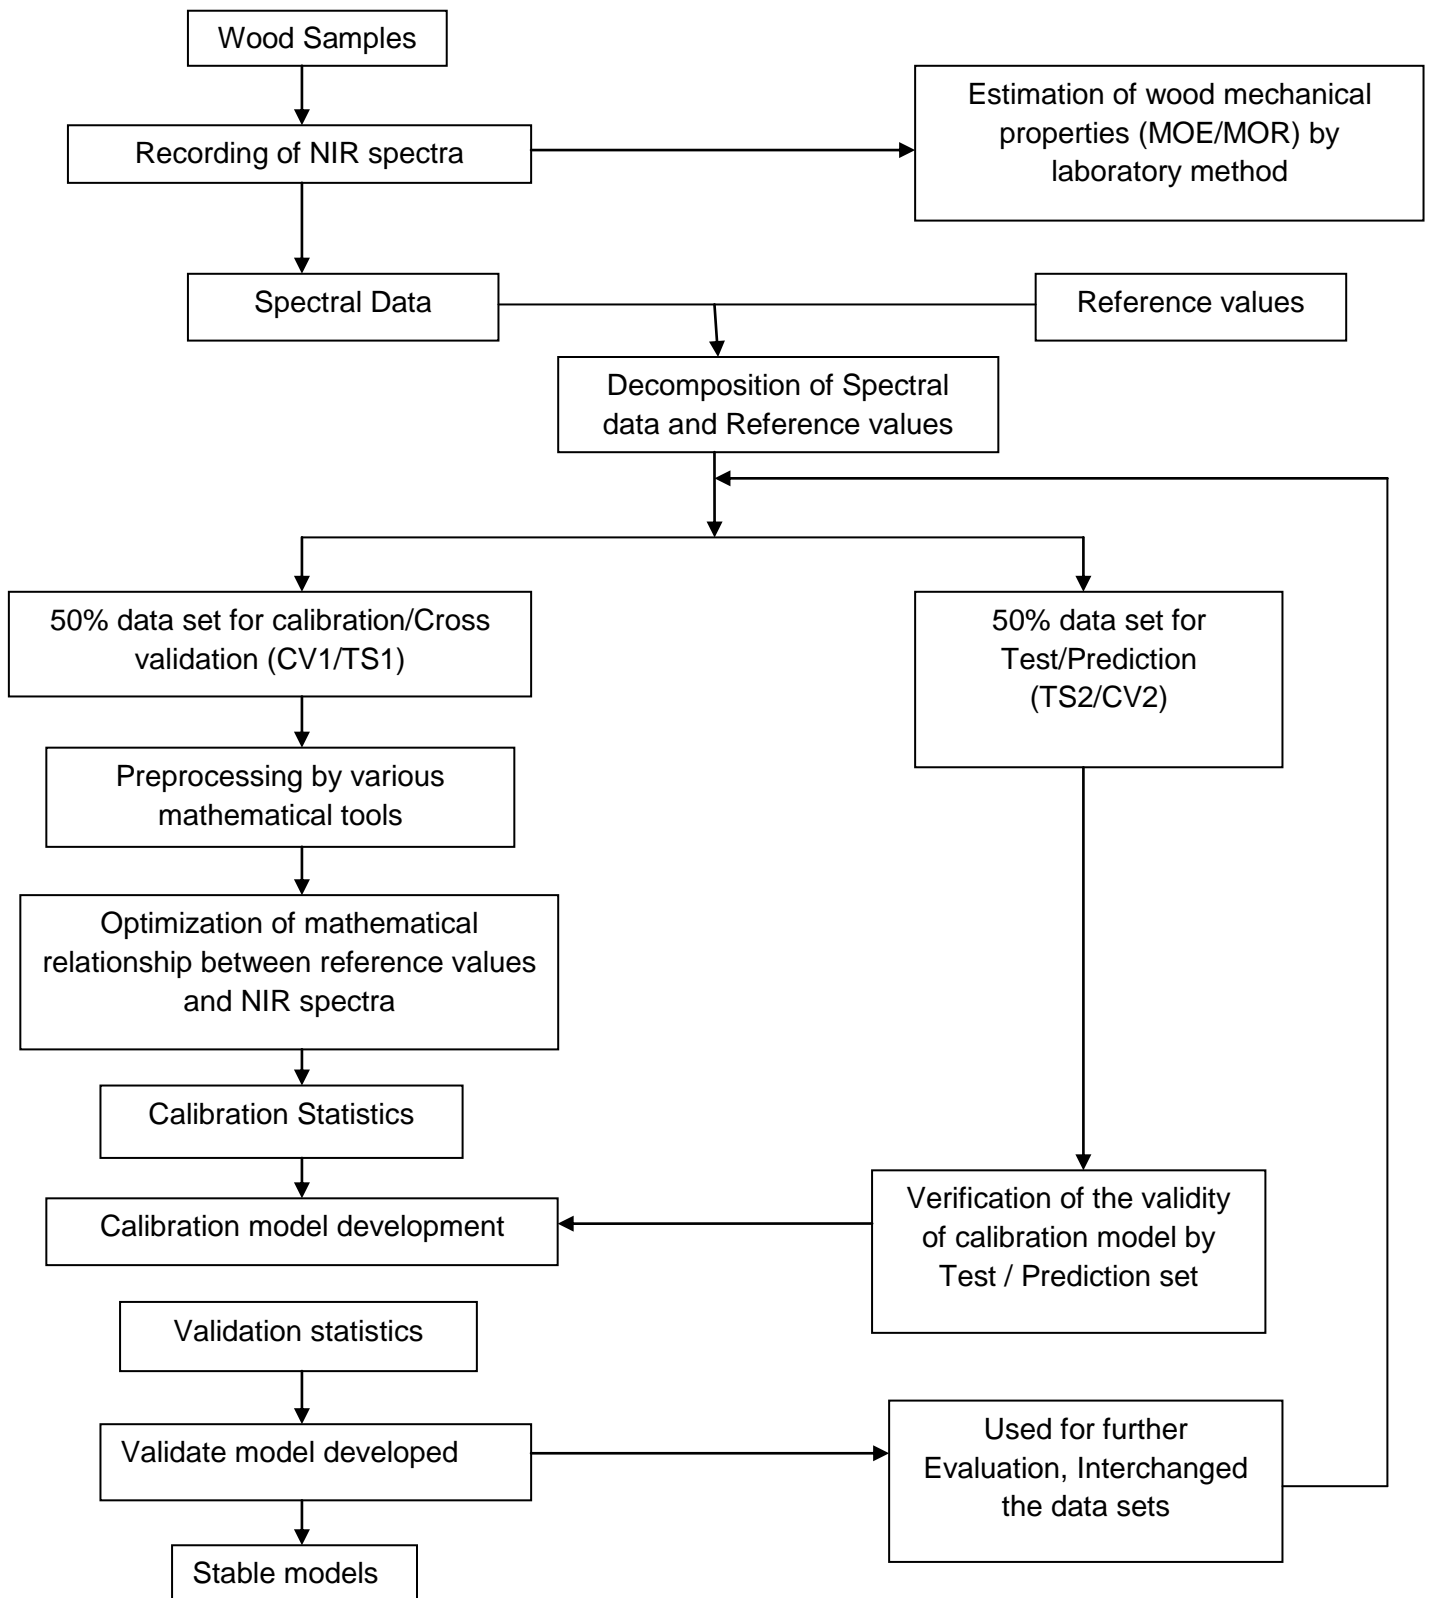 Wood Samples
Recording of NIR spectra
Estimation of wood mechanical
properties (MOE/MOR) by
laboratory method
Spectral Data
Reference values
Decomposition of Spectral
data and Reference values
50% data set for calibration/Cross
validation (CV1/TS1)
50% data set for
Test/Prediction
(TS2/CV2)
Preprocessing by various
mathematical tools
Optimization of mathematical
relationship between reference values
and NIR spectra
Calibration Statistics
Calibration model development
Verification of the validity
of calibration model by
Test / Prediction set
Validation statistics
Validate model developed
Used for further
Evaluation, Interchanged
the data sets
Stable models